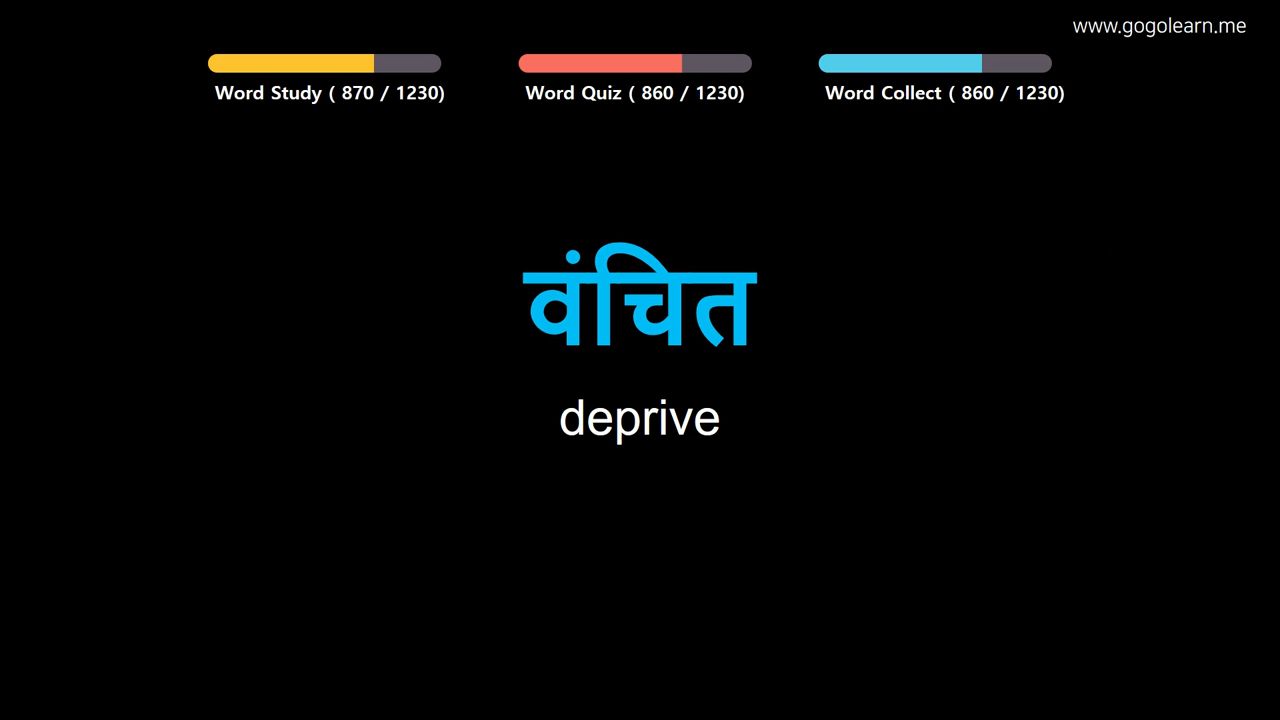 www.gogolearn.me
Word Study ( 870 / 1230)
Word Quiz ( 860 / 1230)
Word Collect ( 860 / 1230)
वंचित
deprive